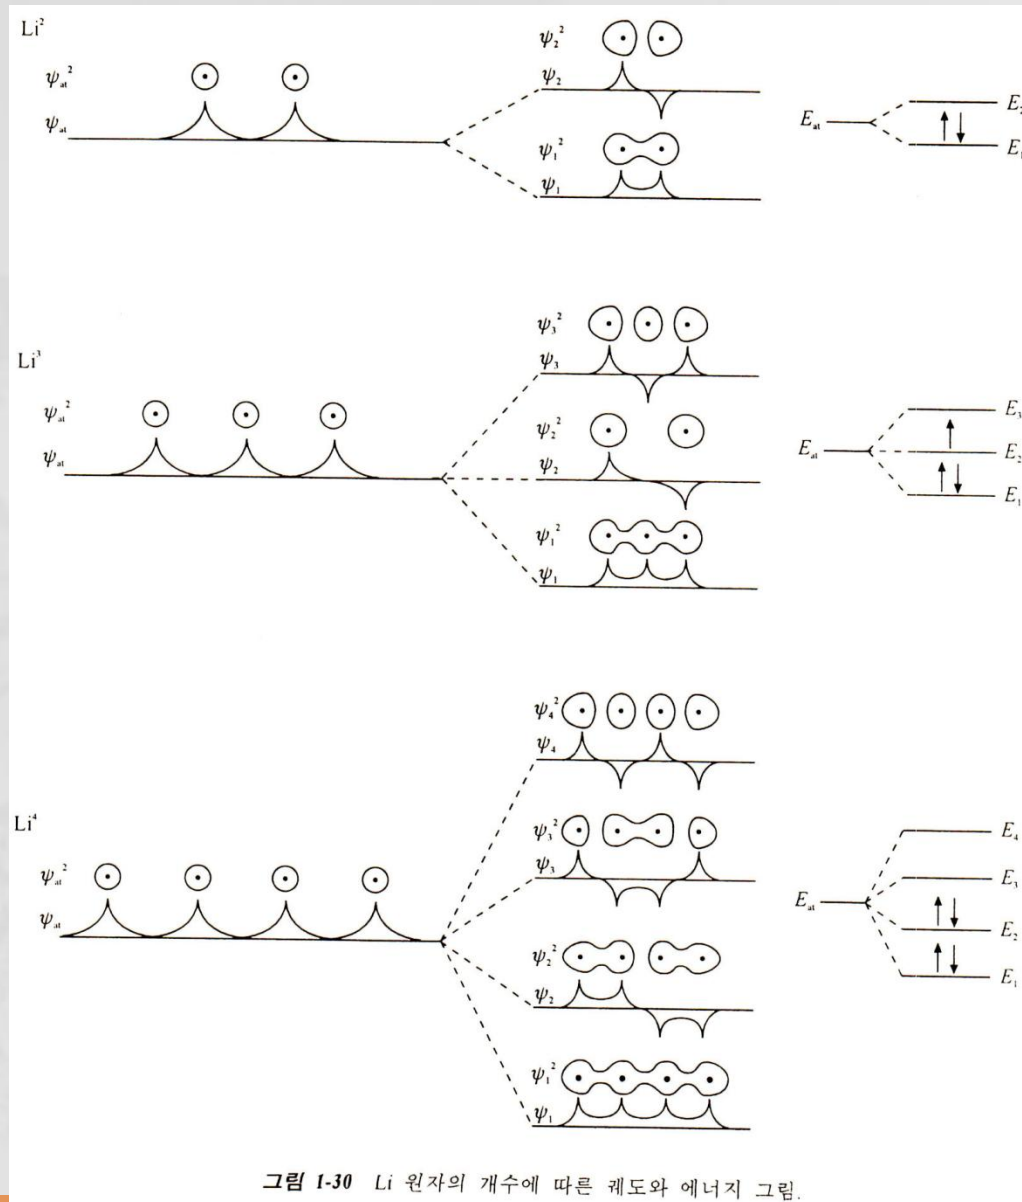 Li²
ψ_at²
ψ_at
ψ₂²
ψ₂
ψ₁²
ψ₁
E_at
E₂
E₁
Li³
ψ_at²
ψ_at
ψ₃²
ψ₃
ψ₂²
ψ₂
ψ₁²
ψ₁
E_at
E₃
E₂
E₁
Li⁴
ψ_at²
ψ_at
ψ₄²
ψ₄
ψ₃²
ψ₃
ψ₂²
ψ₂
ψ₁²
ψ₁
E_at
E₄
E₃
E₂
E₁
그림 1-30 Li 원자의 개수에 따른 궤도와 에너지 그림.